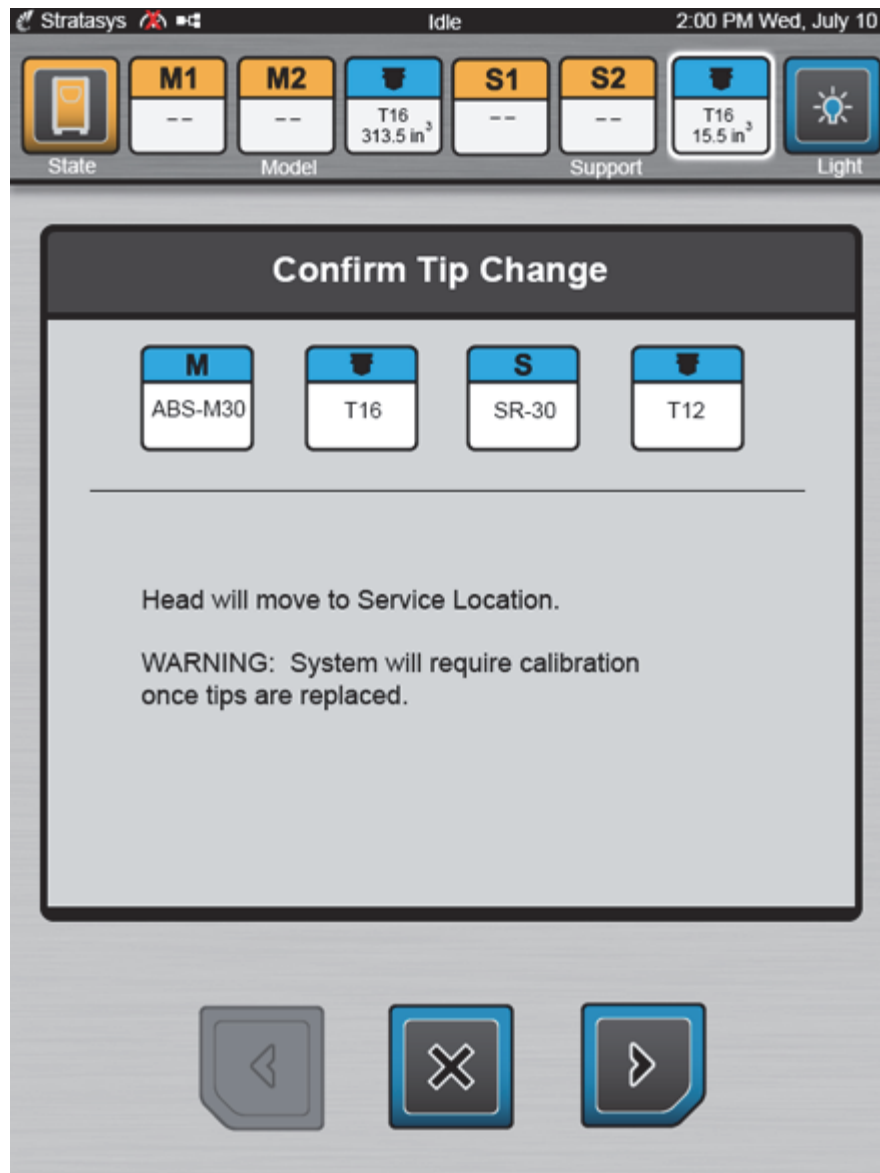 Stratasys Idle 2:00 PM Wed, July 10
M1 M2 S1 S2
-- -- T16 -- -- T16
313.5 in³ 15.5 in³
State Model Support Light
Confirm Tip Change
M S
ABS-M30 T16 SR-30 T12
Head will move to Service Location.
WARNING: System will require calibration
once tips are replaced.